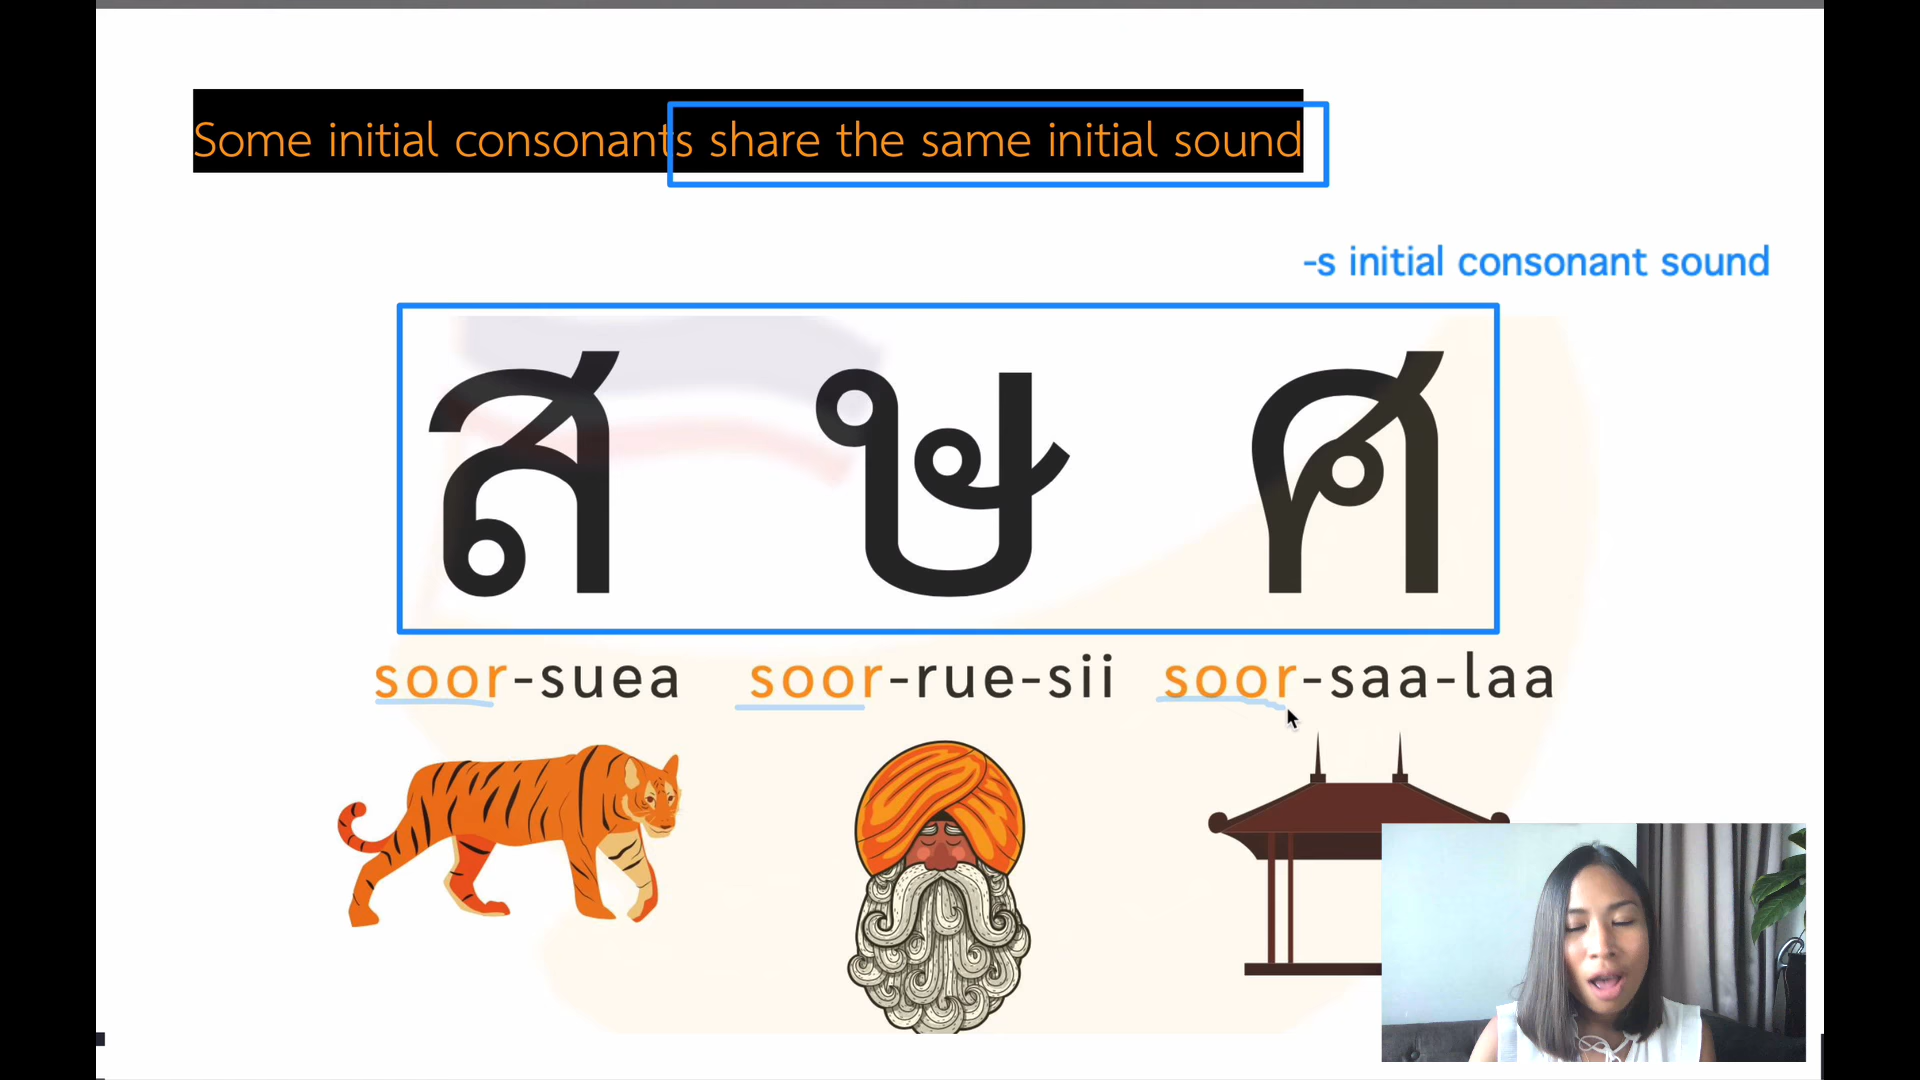 Some initial consonants share the same initial sound
-s initial consonant sound
ส ษ ศ
soor-suea soor-rue-sii soor-saa-laa